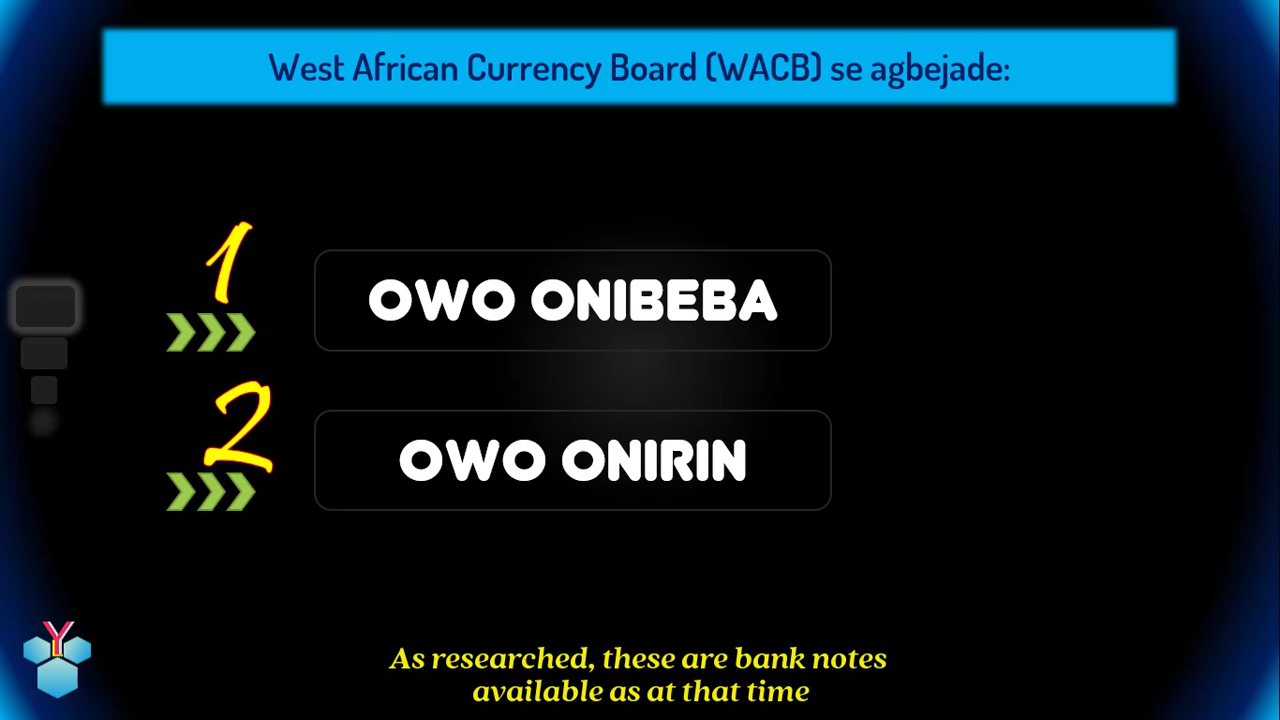 West African Currency Board (WACB) se agbejade:
1
OWO ONIBEBA
2
OWO ONIRIN
Y
As researched, these are bank notes
available as at that time